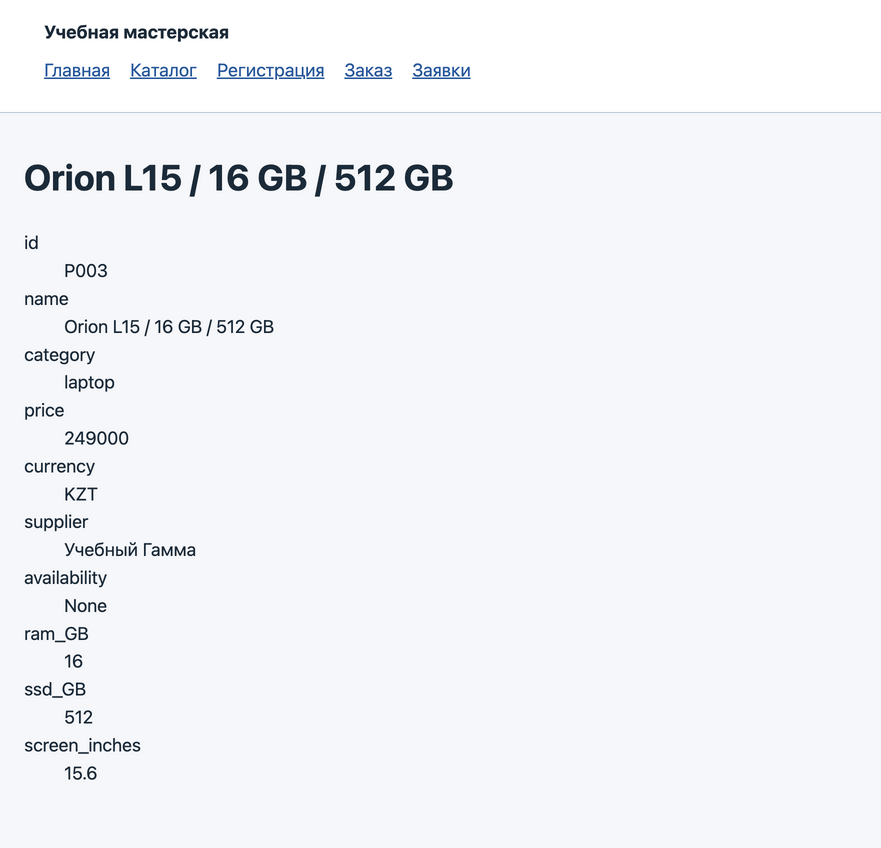 Учебная мастерская
Главная Каталог Регистрация Заказ Заявки
Orion L15 / 16 GB / 512 GB
id
P003
name
Orion L15 / 16 GB / 512 GB
category
laptop
price
249000
currency
KZT
supplier
Учебный Гамма
availability
None
ram_GB
16
ssd_GB
512
screen_inches
15.6